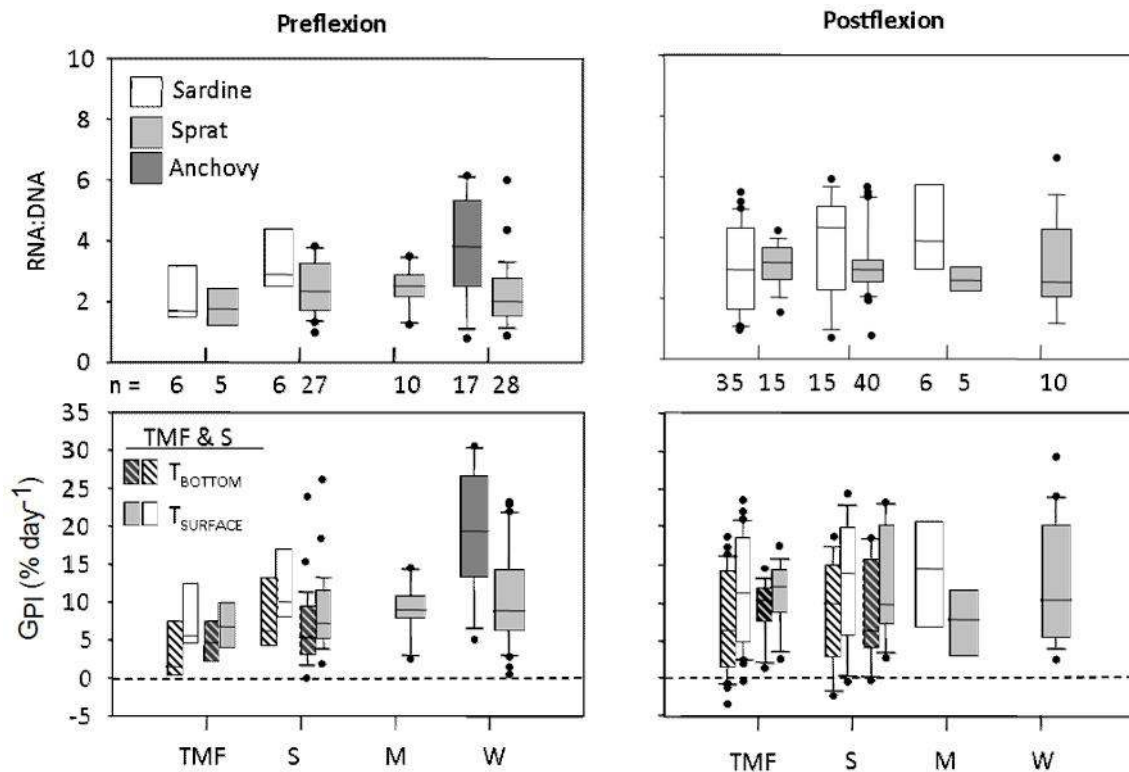 Preflexion
Postflexion
RNA:DNA
10
8
6
4
2
0
Sardine
Sprat
Anchovy
n = 6 5 6 27 10 17 28
35 15 15 40 6 5 10
GPI (% day-1)
35
30
25
20
15
10
5
0
-5
TMF & S
TBOTTOM
TSURFACE
TMF S M W
TMF S M W